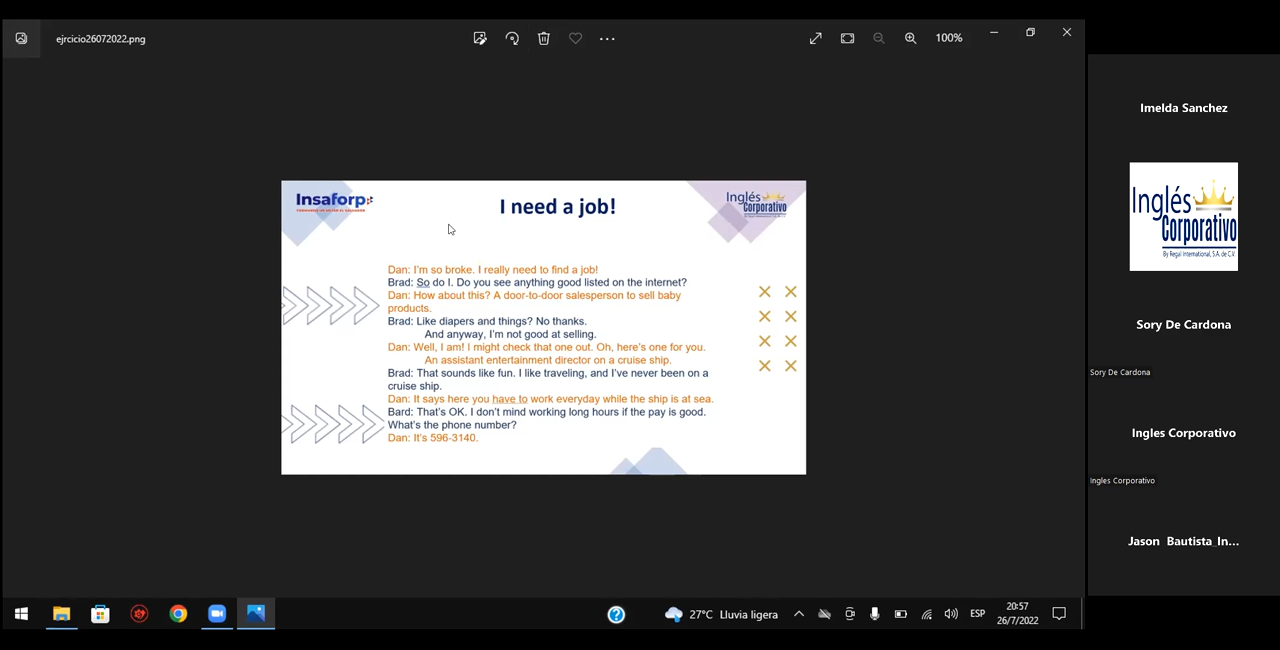 ejrcicio26072022.png
100%
Insaforp
I need a job!
Inglés
Corporativo
Dan: I'm so broke. I really need to find a job!
Brad: So do I. Do you see anything good listed on the internet?
Dan: How about this? A door-to-door salesperson to sell baby
products.
Brad: Like diapers and things? No thanks.
And anyway, I'm not good at selling.
Dan: Well, I am! I might check that one out. Oh, here's one for you.
An assistant entertainment director on a cruise ship.
Brad: That sounds like fun. I like traveling, and I've never been on a
cruise ship.
Dan: It says here you have to work everyday while the ship is at sea.
Bard: That's OK. I don't mind working long hours if the pay is good.
What's the phone number?
Dan: It's 596-3140.
Imelda Sanchez
Inglés
Corporativo
By Regal International, S.A. de C.V.
Sory De Cardona
Sory De Cardona
Ingles Corporativo
Ingles Corporativo
Jason Bautista_In...
27°C Lluvia ligera
ESP
20:57
26/7/2022